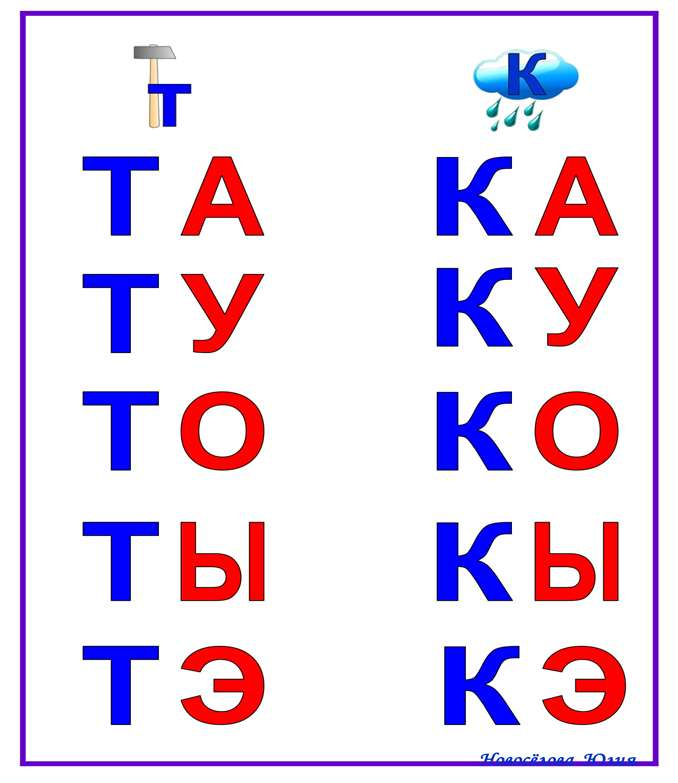 Т К
ТА КА
ТУ КУ
ТО КО
ТЫ КЫ
ТЭ КЭ
Новосёлова Юлия